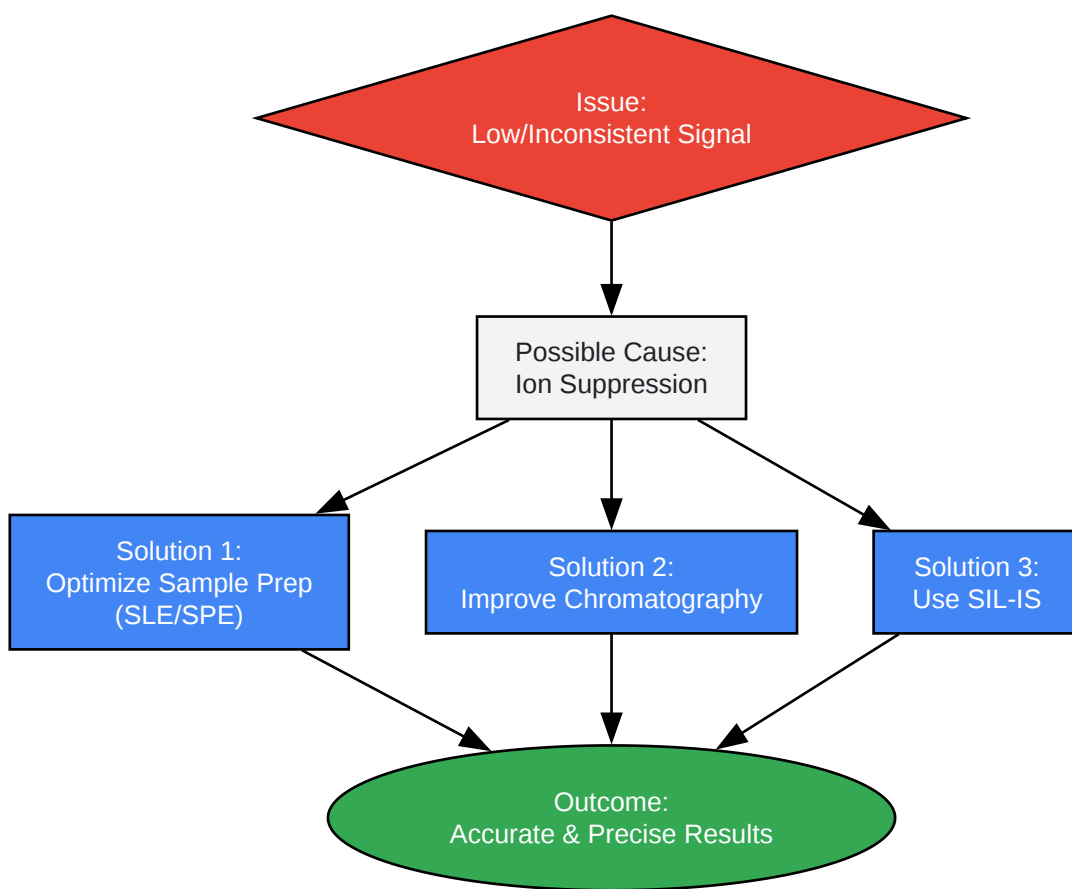 Issue:
Low/Inconsistent Signal
Possible Cause:
Ion Suppression
Solution 1:
Optimize Sample Prep
(SLE/SPE)
Solution 2:
Improve Chromatography
Solution 3:
Use SIL-IS
Outcome:
Accurate & Precise Results